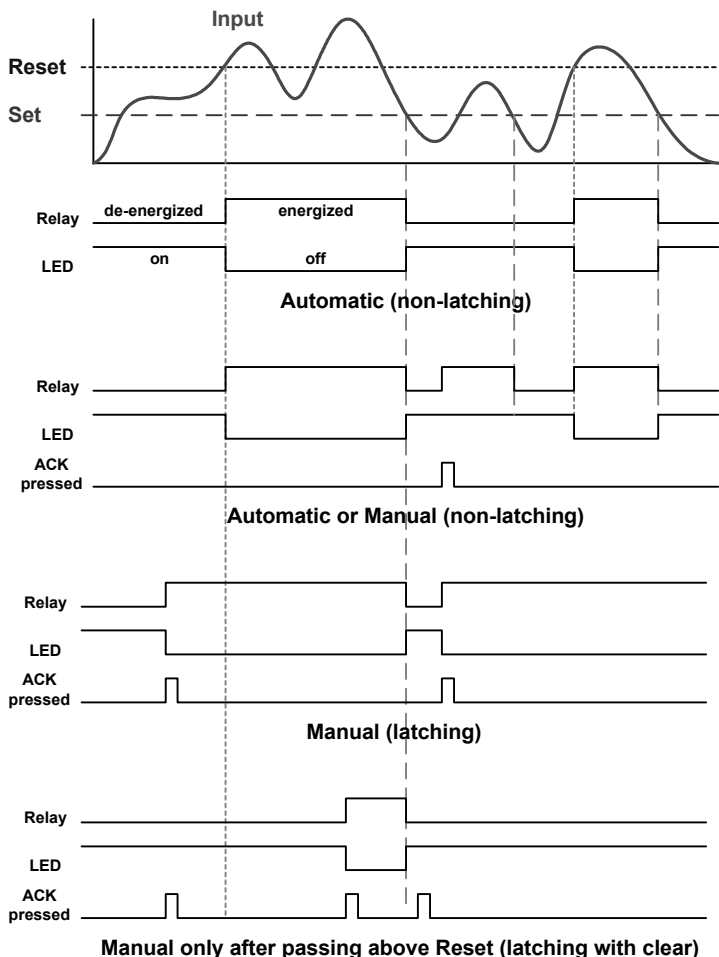 Input
Reset
Set
de-energized energized
Relay
on off
LED
Automatic (non-latching)
Relay
LED
ACK
pressed
Automatic or Manual (non-latching)
Relay
LED
ACK
pressed
Manual (latching)
Relay
LED
ACK
pressed
Manual only after passing above Reset (latching with clear)